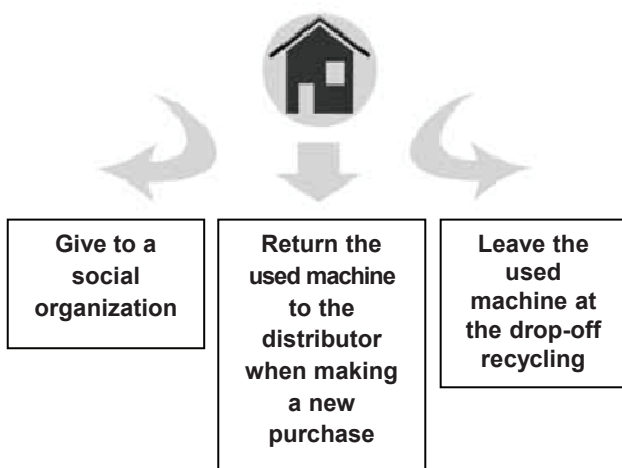 Give to a
social
organization
Return the
used machine
to the
distributor
when making
a new
purchase
Leave the
used
machine at
the drop-off
recycling